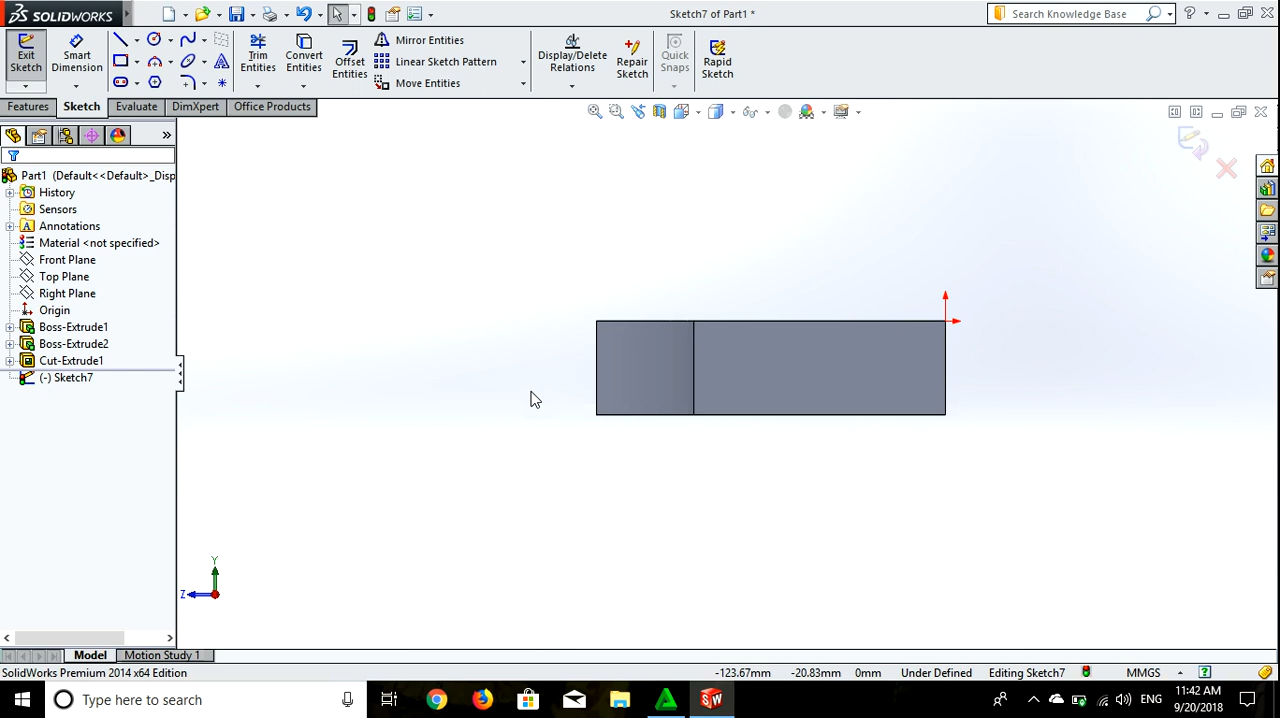 SOLIDWORKS
Sketch7 of Part1 *
Search Knowledge Base
Exit Sketch
Smart Dimension
Trim Entities
Convert Entities
Offset Entities
Mirror Entities
Linear Sketch Pattern
Move Entities
Display/Delete Relations
Repair Sketch
Quick Snaps
Rapid Sketch
Features
Sketch
Evaluate
DimXpert
Office Products
Part1 (Default<<Default>_Disp
History
Sensors
Annotations
Material <not specified>
Front Plane
Top Plane
Right Plane
Origin
Boss-Extrude1
Boss-Extrude2
Cut-Extrude1
(-) Sketch7
Y
Z
Model
Motion Study 1
SolidWorks Premium 2014 x64 Edition
-123.67mm
-20.83mm
0mm
Under Defined
Editing Sketch7
MMGS
Type here to search
ENG
11:42 AM
9/20/2018